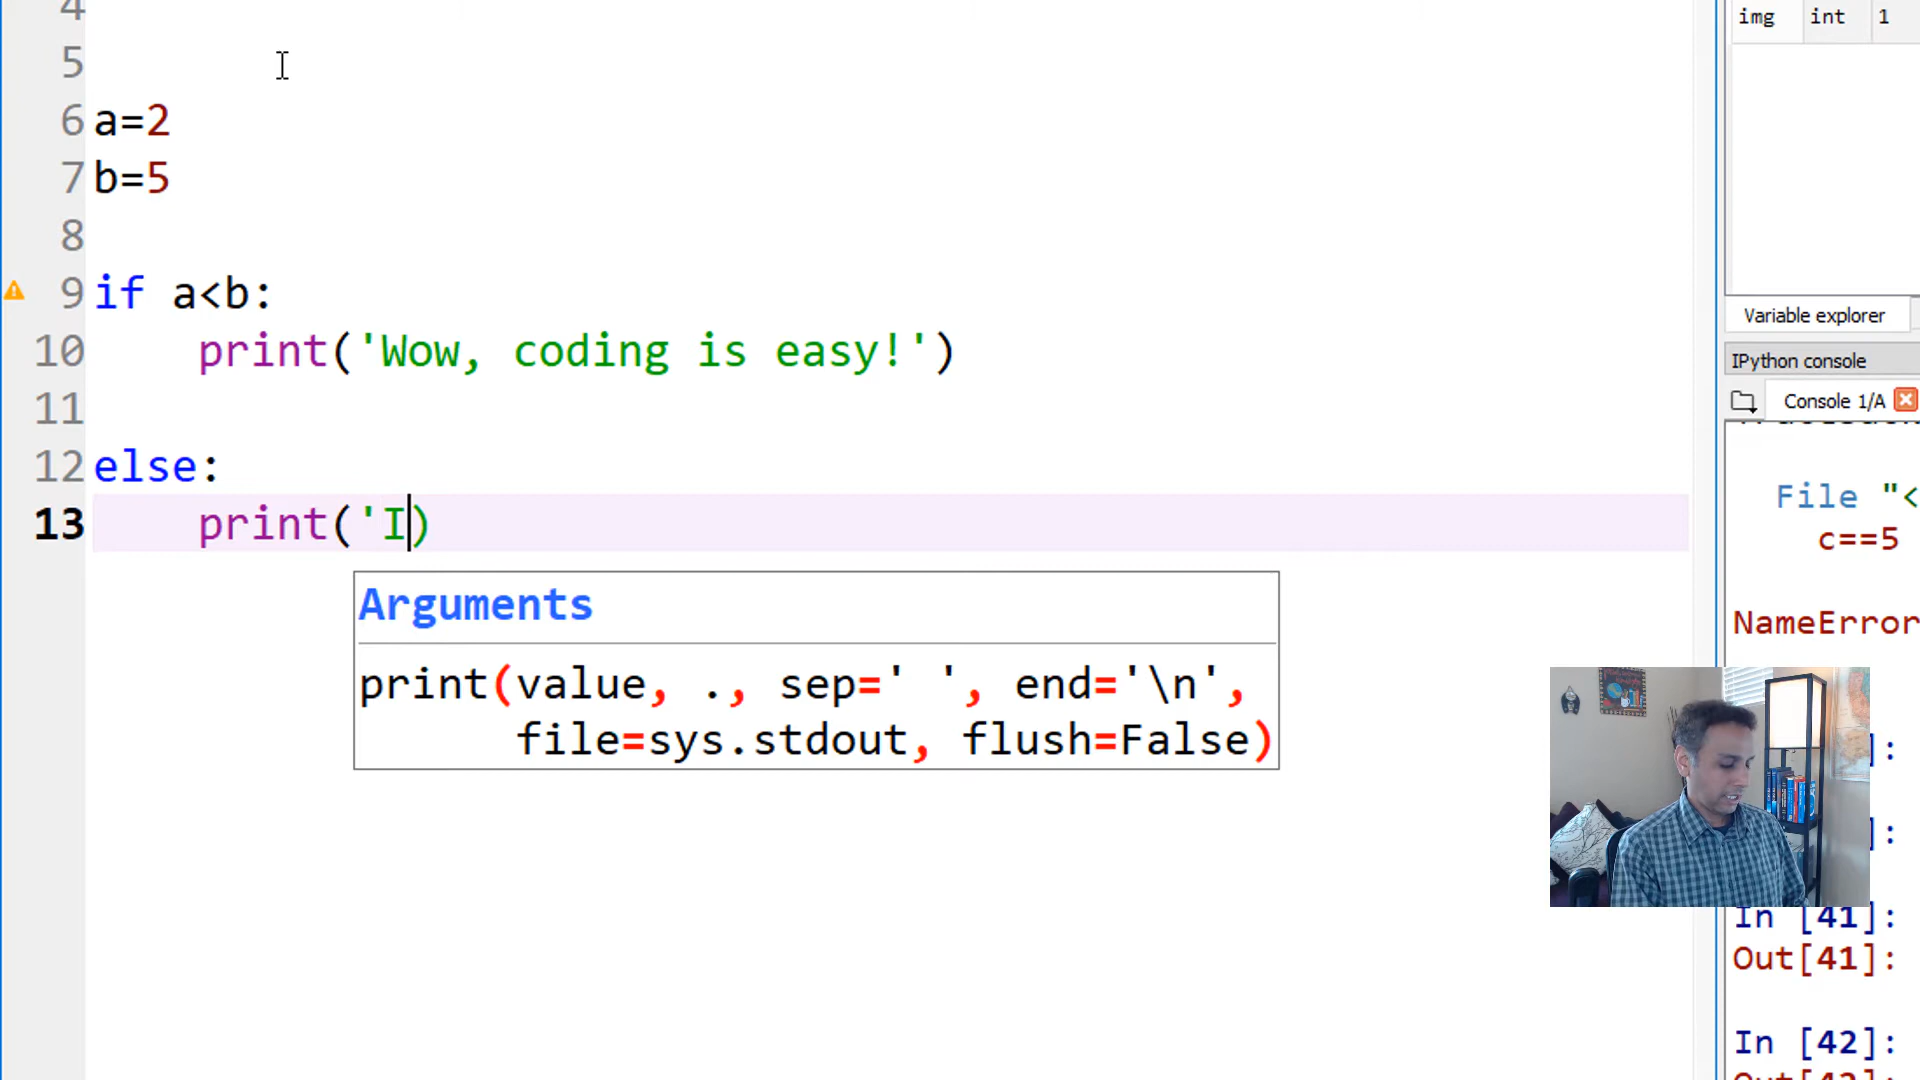 4
5
6 a=2
7 b=5
8
9 if a<b:
10 print('Wow, coding is easy!')
11
12 else:
13 print('I)
Arguments
print(value, ., sep=' ', end='\n',
file=sys.stdout, flush=False)
img int 1
Variable explorer
IPython console
Console 1/A
File "<
c==5
NameError
]:
]:
In [41]:
Out[41]:
In [42]: